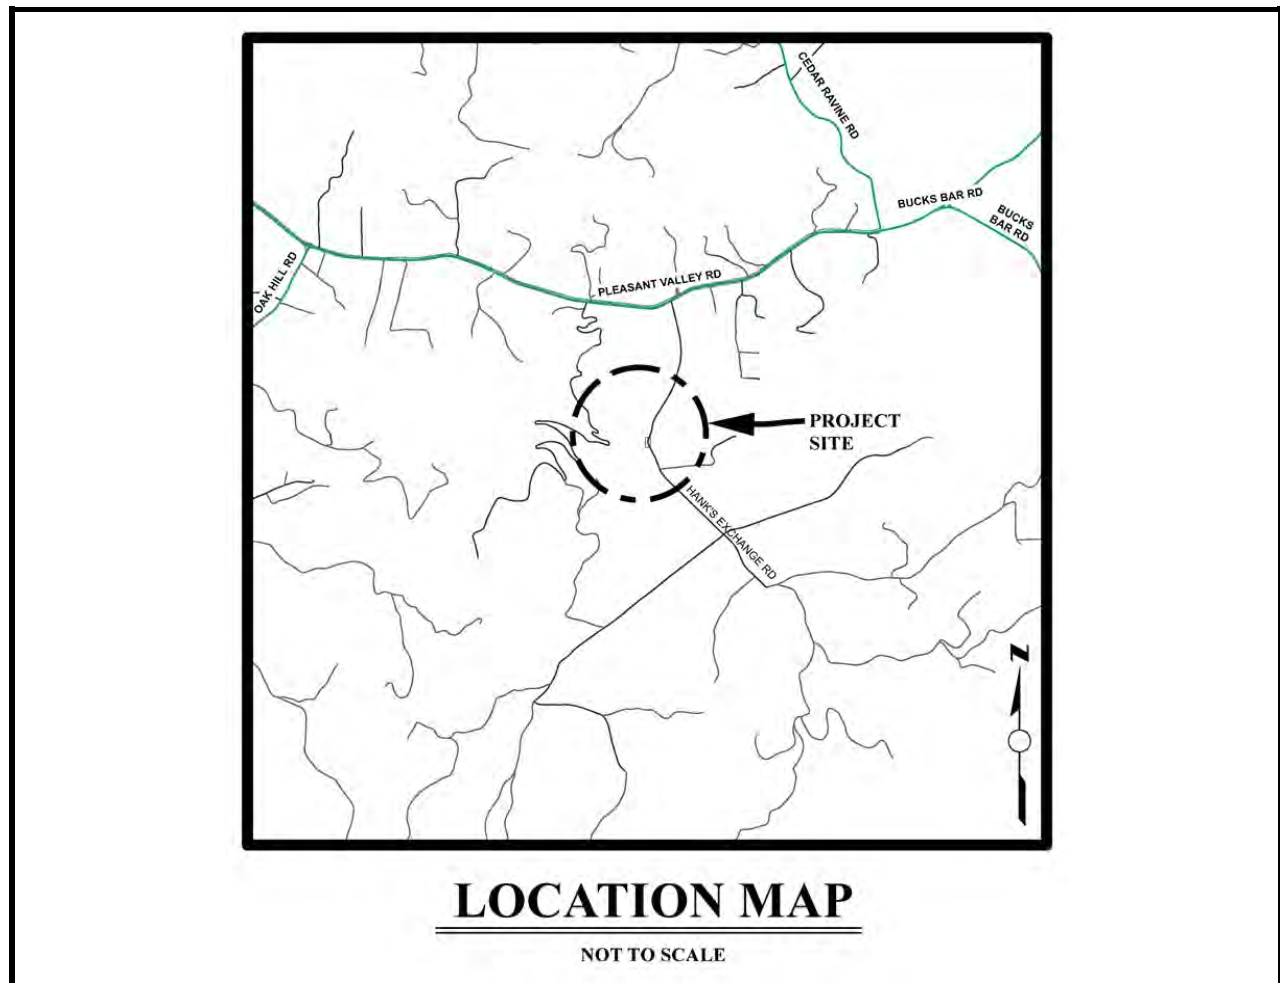 CEDAR RAVINE RD
BUCKS BAR RD
BUCKS
BAR RD
OAK HILL RD
PLEASANT VALLEY RD
PROJECT
SITE
HANK'S EXCHANGE RD
N
LOCATION MAP
NOT TO SCALE